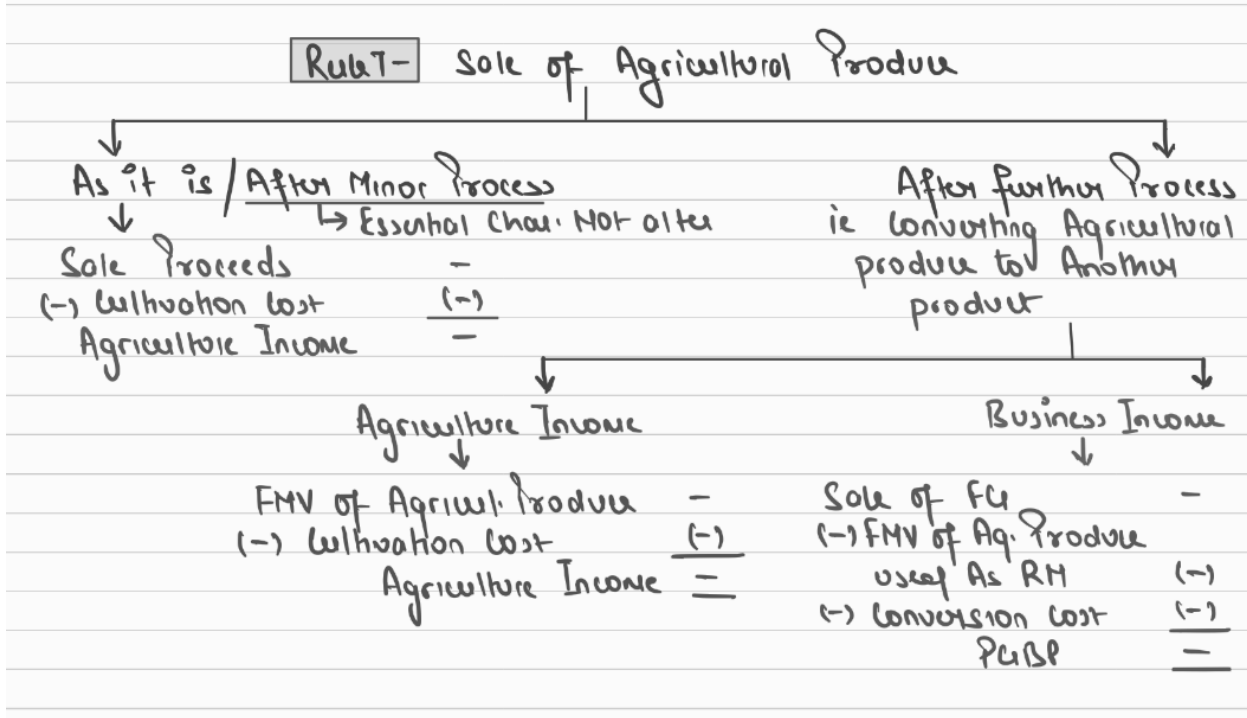 Rule 7- Sale of Agricultural Produce
As it is / After Minor Process
↳ Essential Char. Not alter
Sale Proceeds -
(-) Cultivation Cost (-)
Agriculture Income -
After further Process
ie Converting Agricultural
produce to Another
product
Agriculture Income
FMV of Agricul. Produce -
(-) Cultivation Cost (-)
Agriculture Income =
Business Income
Sale of FG -
(-) FMV of Ag. Produce
used As RM (-)
(-) Conversion Cost (-)
PGBP =